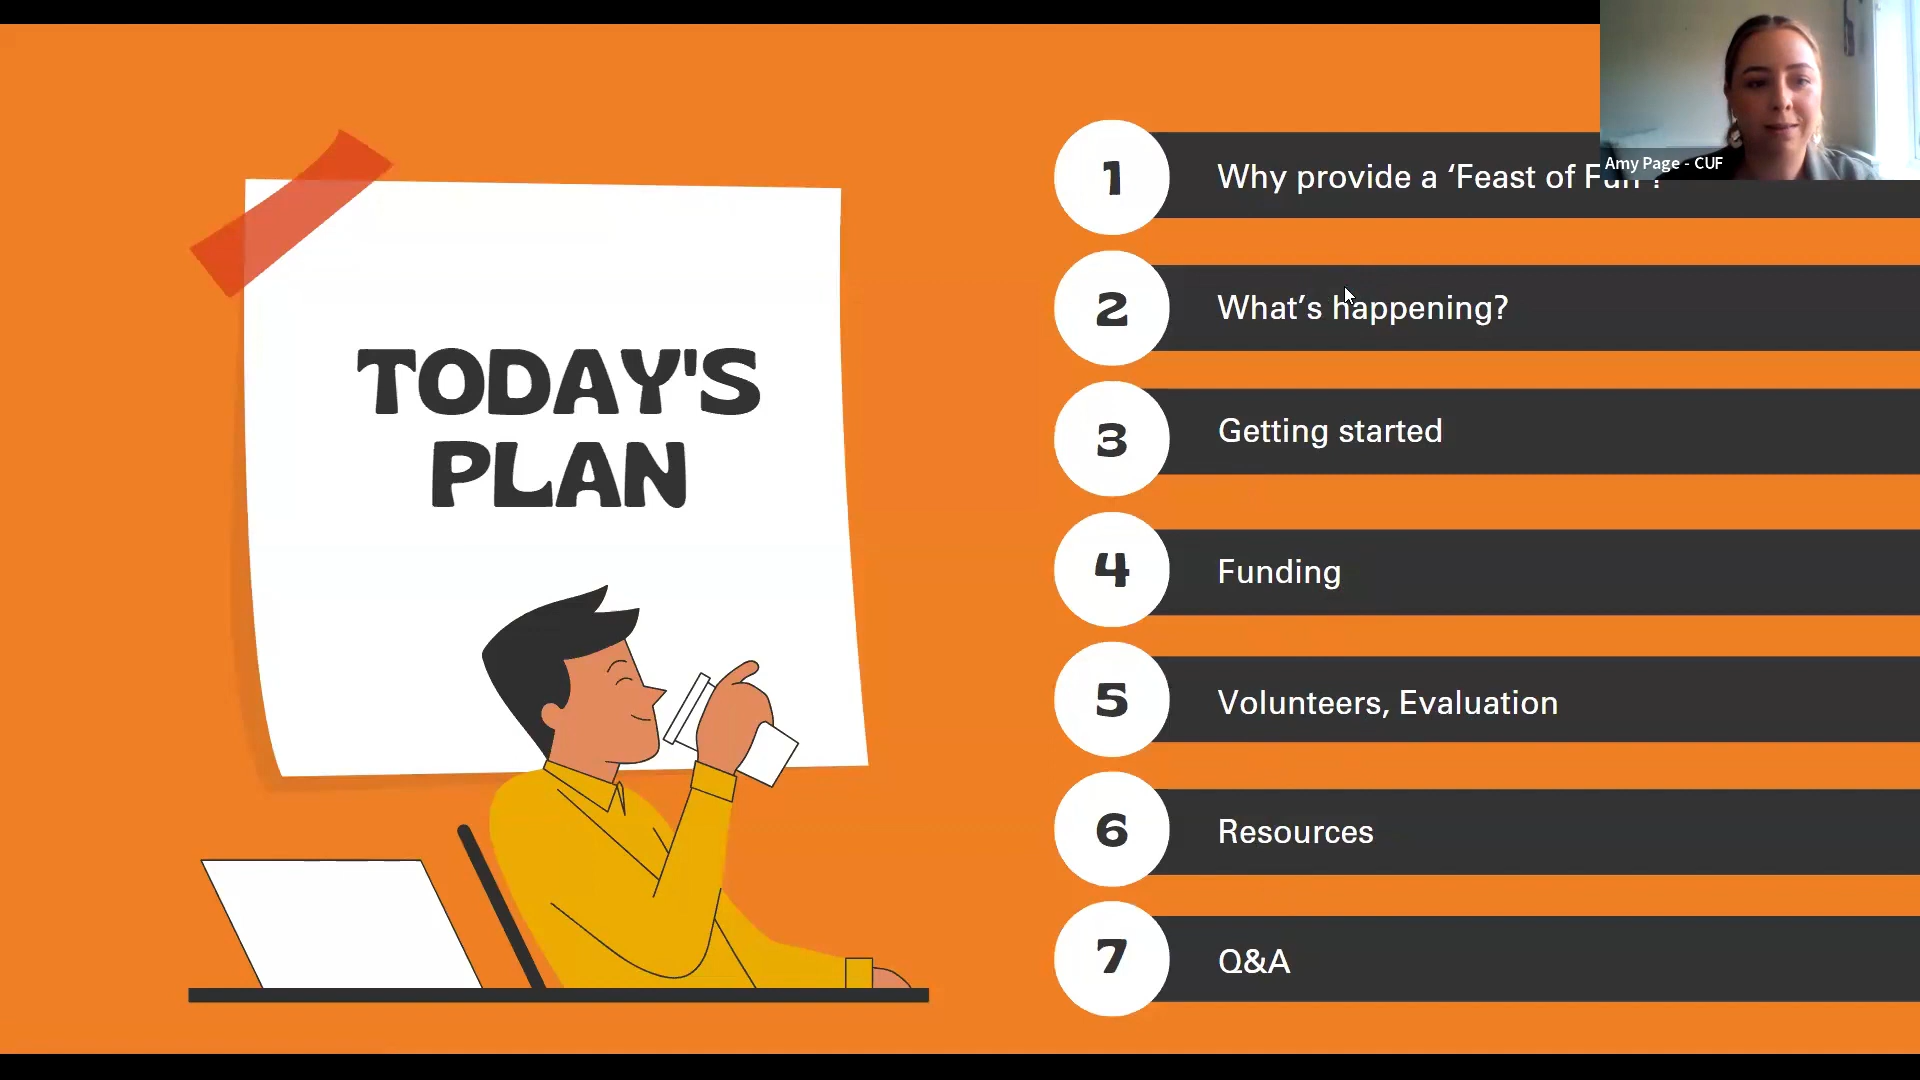 TODAY'S
PLAN
1
Why provide a ‘Feast of Fun’?
2
What’s happening?
3
Getting started
4
Funding
5
Volunteers, Evaluation
6
Resources
7
Q&A
Amy Page - CUF